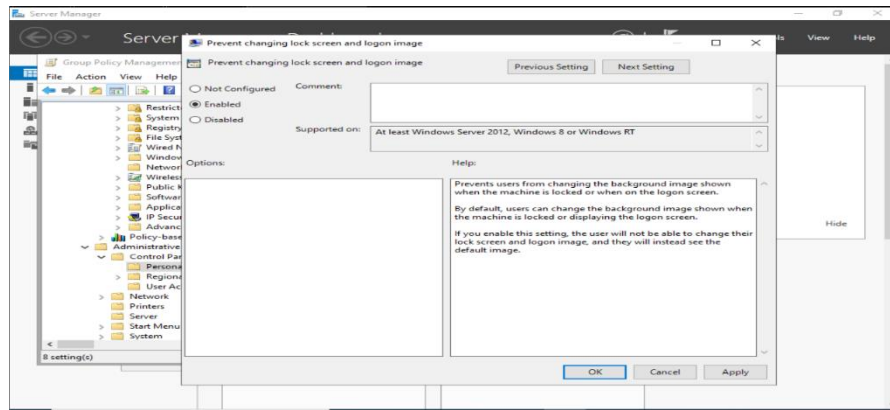 Server Manager
Server
View
Help
Group Policy Managemen
File Action View Help
Restrict
System
Registry
File Syst
Wired N
Window
Networ
Wireless
Public K
Softwar
Applica
IP Secur
Advanc
Policy-base
Administrative
Control Par
Persona
Regiona
User Ac
Network
Printers
Server
Start Menu
System
8 setting(s)
Prevent changing lock screen and logon image
Prevent changing lock screen and logon image
Previous Setting
Next Setting
Not Configured
Enabled
Disabled
Comment:
Supported on:
At least Windows Server 2012, Windows 8 or Windows RT
Options:
Help:
Prevents users from changing the background image shown
when the machine is locked or when on the logon screen.
By default, users can change the background image shown when
the machine is locked or displaying the logon screen.
If you enable this setting, the user will not be able to change their
lock screen and logon image, and they will instead see the
default image.
OK
Cancel
Apply
Hide